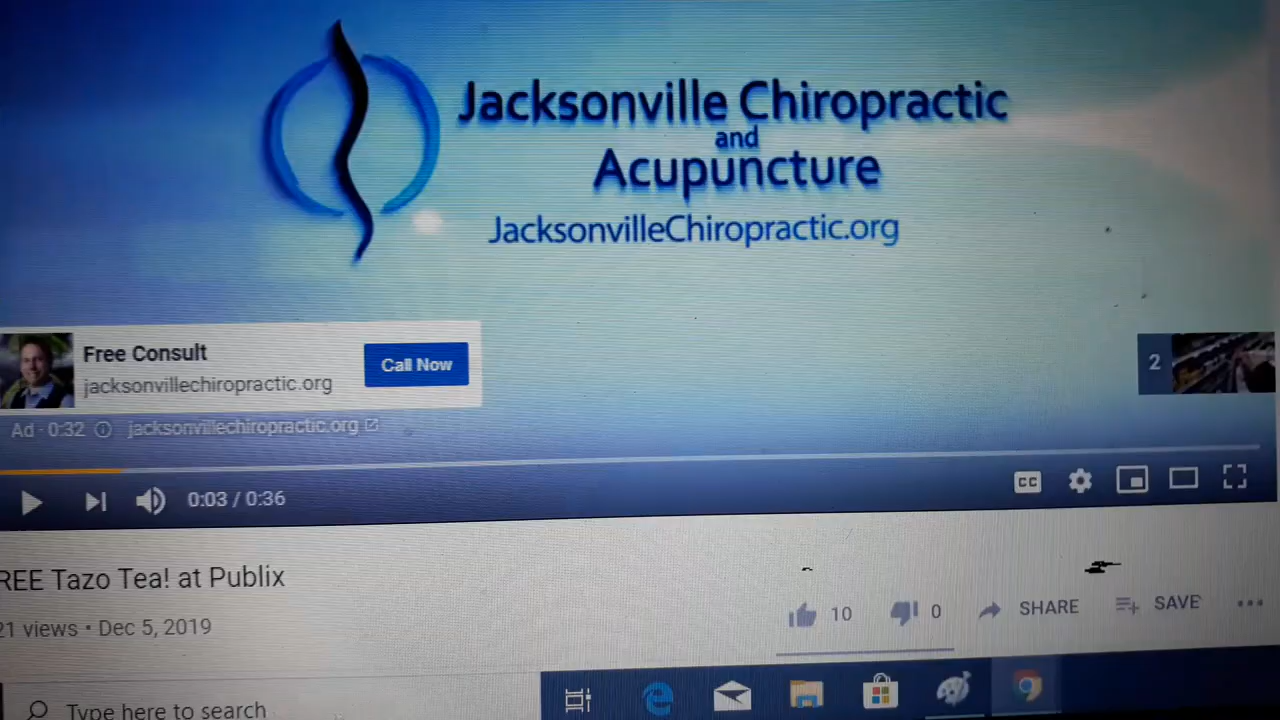 Jacksonville Chiropractic
and
Acupuncture
JacksonvilleChiropractic.org
Free Consult
jacksonvillechiropractic.org
Call Now
2
Ad · 0:32 jacksonvillechiropractic.org
0:03 / 0:36
CC
REE Tazo Tea! at Publix
10
0
SHARE
SAVE
21 views • Dec 5, 2019
Type here to search